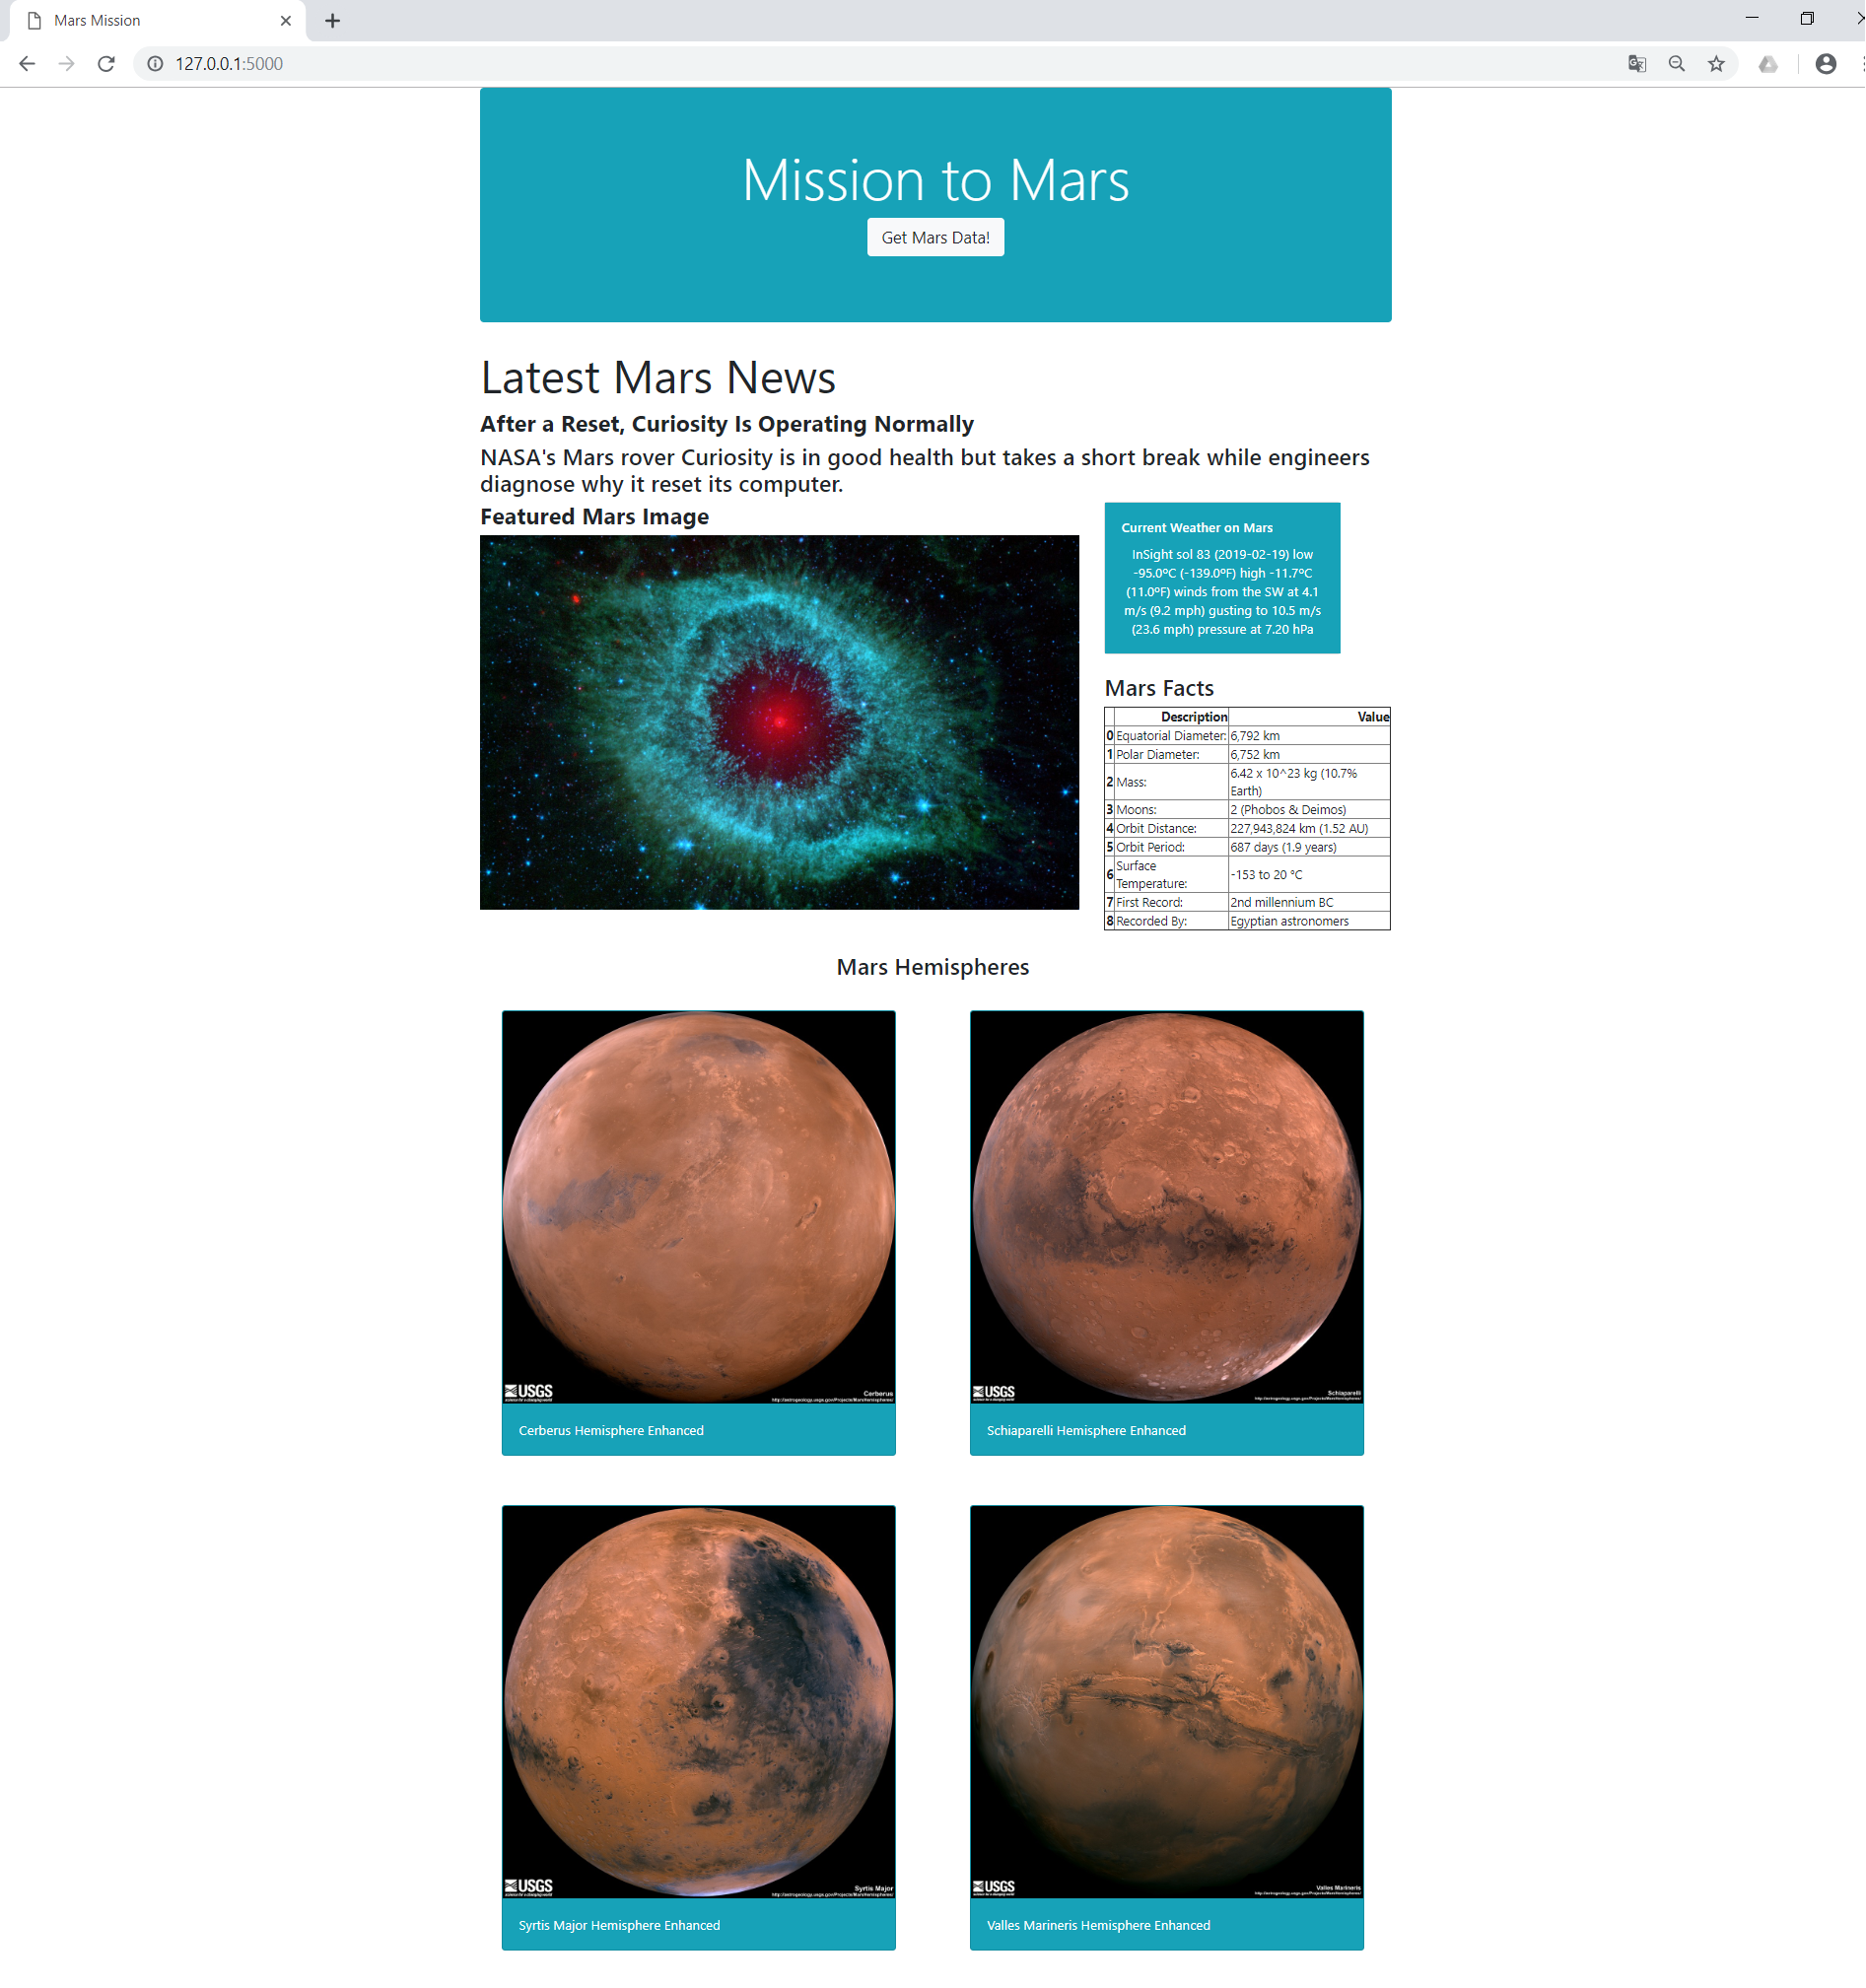 Mars Mission
127.0.0.1:5000
Mission to Mars
Get Mars Data!
Latest Mars News
After a Reset, Curiosity Is Operating Normally
NASA's Mars rover Curiosity is in good health but takes a short break while engineers
diagnose why it reset its computer.
Featured Mars Image
Current Weather on Mars
InSight sol 83 (2019-02-19) low
-95.0ºC (-139.0ºF) high -11.7ºC
(11.0ºF) winds from the SW at 4.1
m/s (9.2 mph) gusting to 10.5 m/s
(23.6 mph) pressure at 7.20 hPa
Mars Facts
Description Value
0 Equatorial Diameter: 6,792 km
1 Polar Diameter: 6,752 km
2 Mass: 6.42 x 10^23 kg (10.7%
Earth)
3 Moons: 2 (Phobos & Deimos)
4 Orbit Distance: 227,943,824 km (1.52 AU)
5 Orbit Period: 687 days (1.9 years)
6 Surface
Temperature: -153 to 20 °C
7 First Record: 2nd millennium BC
8 Recorded By: Egyptian astronomers
Mars Hemispheres
USGS
Cerberus
Cerberus Hemisphere Enhanced
USGS
Schiaparelli
Schiaparelli Hemisphere Enhanced
USGS
Syrtis Major
Syrtis Major Hemisphere Enhanced
USGS
Valles Marineris
Valles Marineris Hemisphere Enhanced